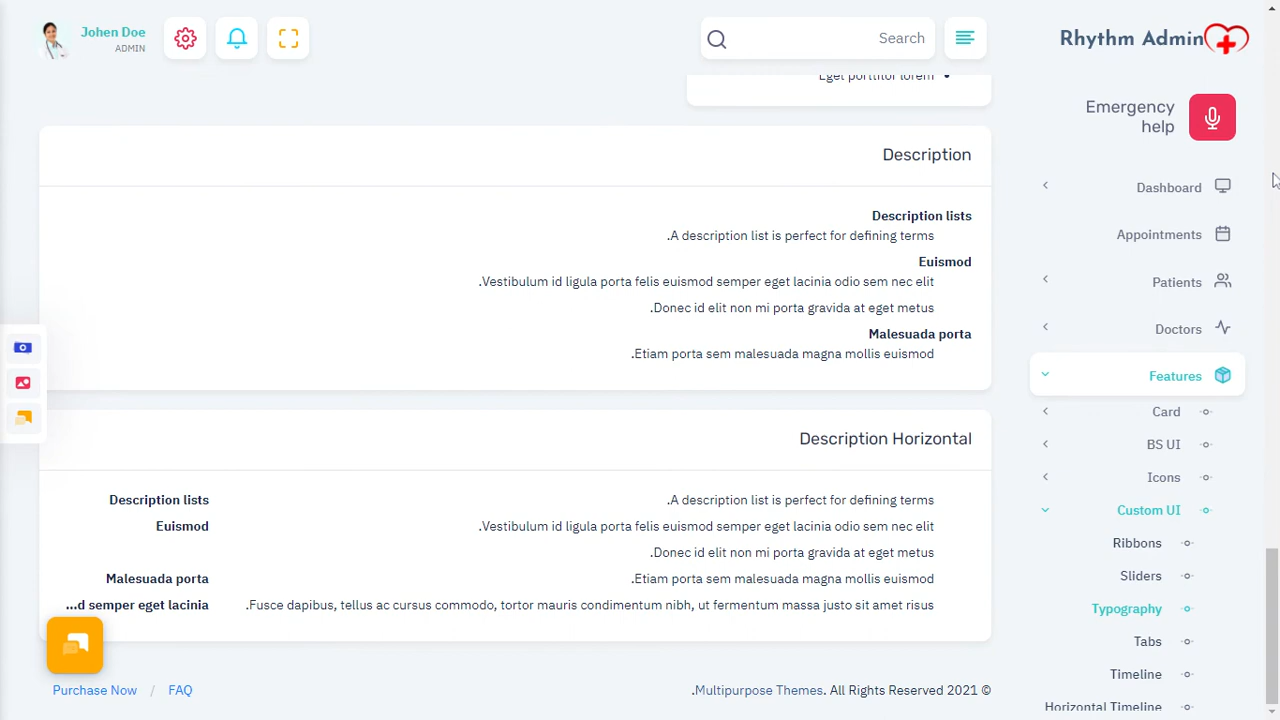 Johen Doe
ADMIN
Search
Rhythm Admin
Eget porttitor lorem
Emergency
help
Dashboard
Appointments
Patients
Doctors
Features
Card
BS UI
Icons
Custom UI
Ribbons
Sliders
Typography
Tabs
Timeline
Horizontal Timeline
Description
Description lists
.A description list is perfect for defining terms
Euismod
.Vestibulum id ligula porta felis euismod semper eget lacinia odio sem nec elit
.Donec id elit non mi porta gravida at eget metus
Malesuada porta
.Etiam porta sem malesuada magna mollis euismod
Description Horizontal
Description lists
.A description list is perfect for defining terms
Euismod
.Vestibulum id ligula porta felis euismod semper eget lacinia odio sem nec elit
.Donec id elit non mi porta gravida at eget metus
Malesuada porta
.Etiam porta sem malesuada magna mollis euismod
...d semper eget lacinia
.Fusce dapibus, tellus ac cursus commodo, tortor mauris condimentum nibh, ut fermentum massa justo sit amet risus
Purchase Now / FAQ
.Multipurpose Themes. All Rights Reserved 2021 ©